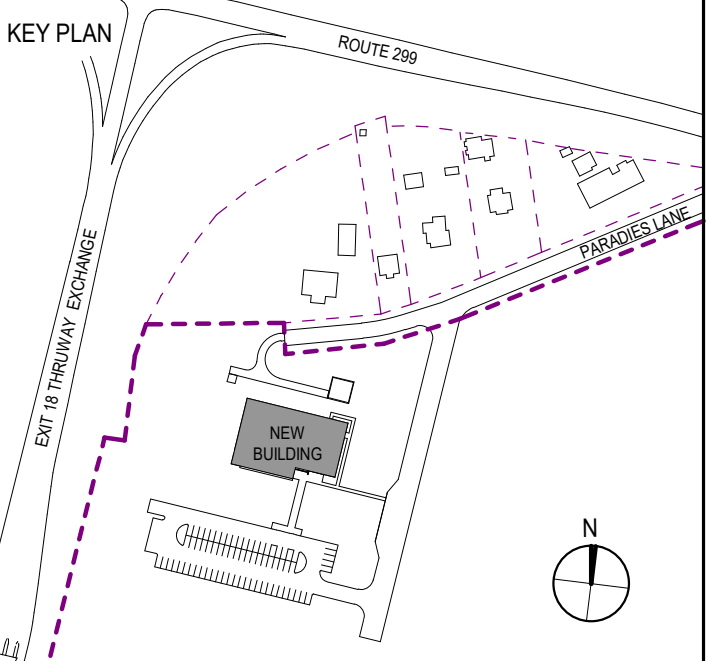 KEY PLAN
ROUTE 299
PARADIES LANE
EXIT 18 THRUWAY EXCHANGE
NEW
BUILDING
N